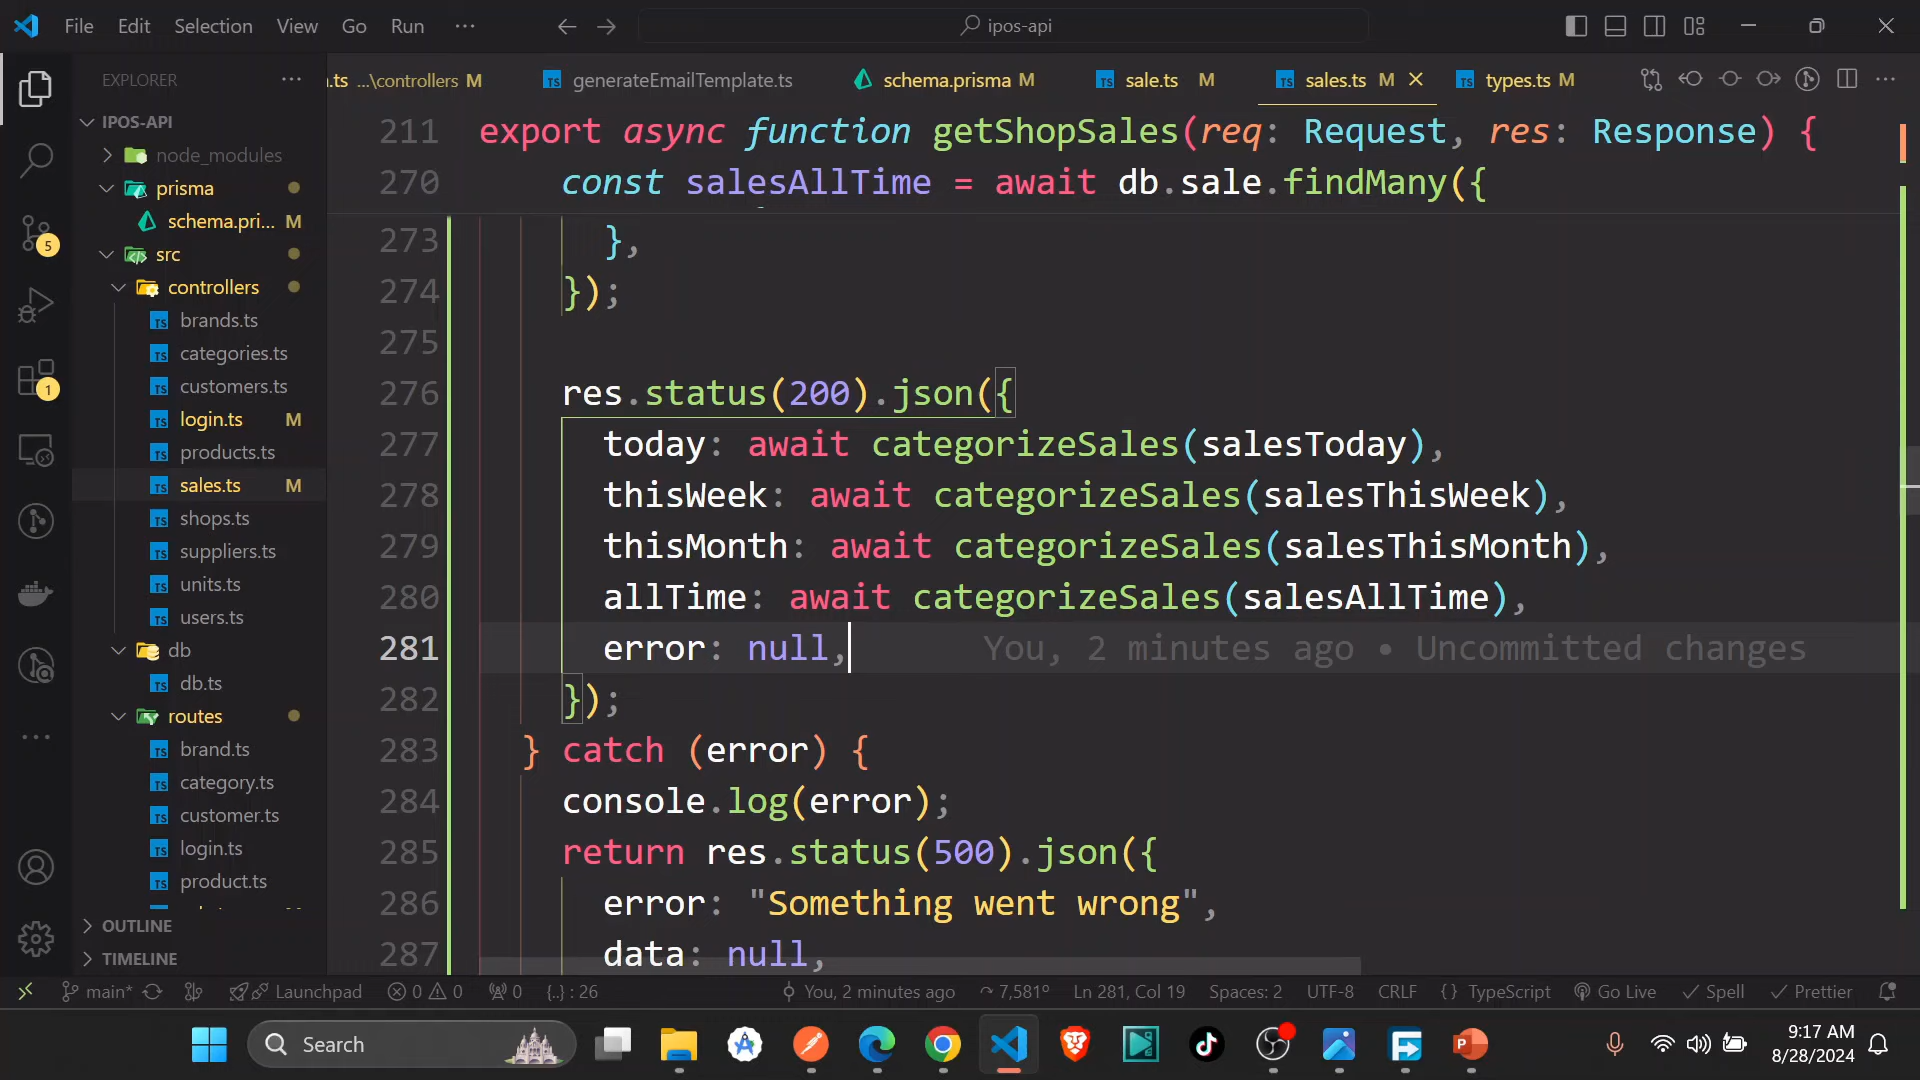 File Edit Selection View Go Run ··· ← → ipos-api
EXPLORER ···
.ts ...\controllers M generateEmailTemplate.ts schema.prisma M sale.ts M sales.ts M types.ts M ···
IPOS-API
node_modules
prisma
schema.pri... M
src
controllers
brands.ts
categories.ts
customers.ts
login.ts M
products.ts
sales.ts M
shops.ts
suppliers.ts
units.ts
users.ts
db
db.ts
routes
brand.ts
category.ts
customer.ts
login.ts
product.ts
OUTLINE
TIMELINE
5
1
211 export async function getShopSales(req: Request, res: Response) {
270 const salesAllTime = await db.sale.findMany({
273 },
274 });
275
276 res.status(200).json({
277 today: await categorizeSales(salesToday),
278 thisWeek: await categorizeSales(salesThisWeek),
279 thisMonth: await categorizeSales(salesThisMonth),
280 allTime: await categorizeSales(salesAllTime),
281 error: null, You, 2 minutes ago • Uncommitted changes
282 });
283 } catch (error) {
284 console.log(error);
285 return res.status(500).json({
286 error: "Something went wrong",
287 data: null,
main* Launchpad 0 0 0 {..} : 26 You, 2 minutes ago 7,581º Ln 281, Col 19 Spaces: 2 UTF-8 CRLF {} TypeScript Go Live Spell Prettier
Search
9:17 AM
8/28/2024